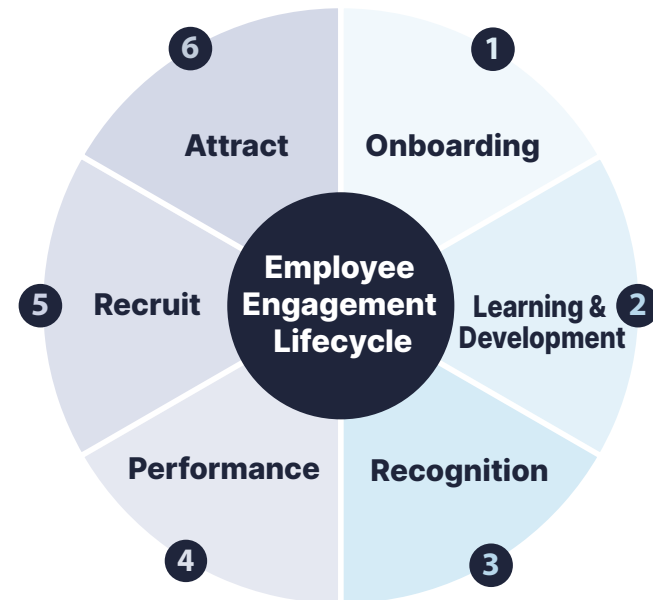 6
1
Attract
Onboarding
Employee
Engagement
Lifecycle
5
Recruit
Learning &
Development
2
Performance
Recognition
4
3